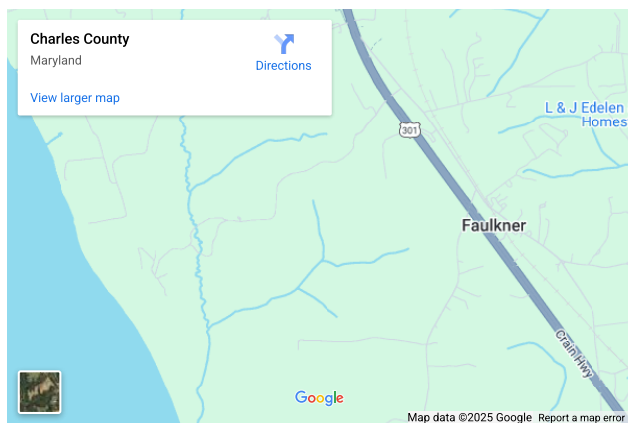 Charles County
Maryland
Directions
View larger map
L & J Edelen
Homes
301
Faulkner
Crain Hwy
Google
Map data ©2025 Google Report a map error